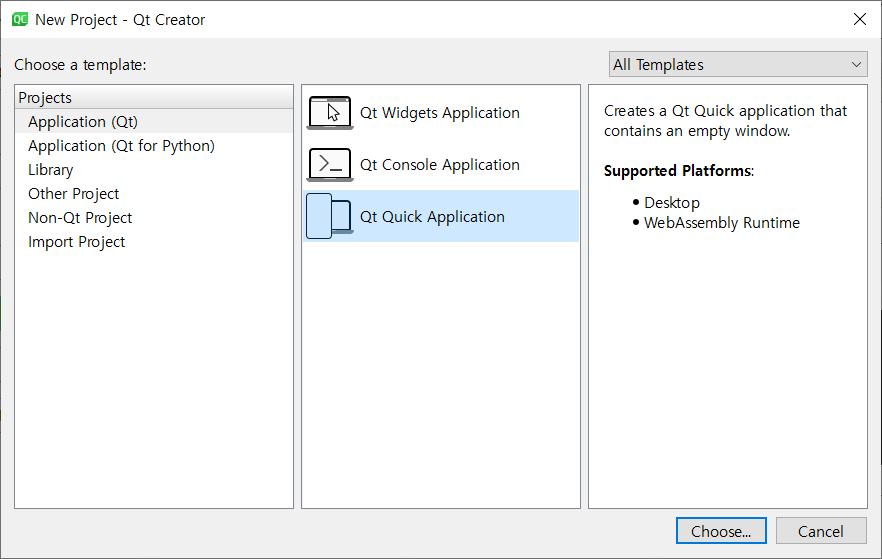 QC New Project - Qt Creator
Choose a template:
All Templates
Projects
Application (Qt)
Application (Qt for Python)
Library
Other Project
Non-Qt Project
Import Project
Qt Widgets Application
Qt Console Application
Qt Quick Application
Creates a Qt Quick application that
contains an empty window.
Supported Platforms:
• Desktop
• WebAssembly Runtime
Choose...
Cancel